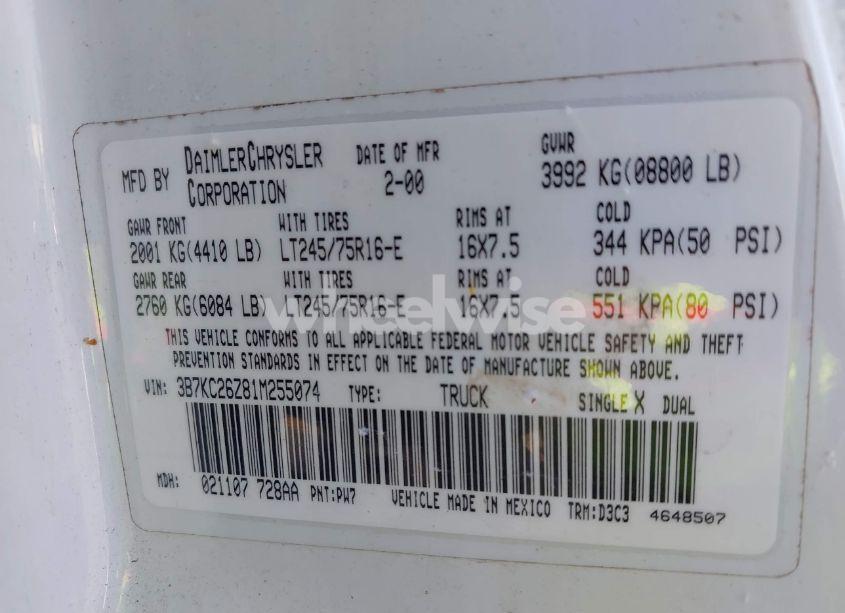 MFD BY DAIMLERCHRYSLER CORPORATION DATE OF MFR 2-00 GVWR 3992 KG(08800 LB)
GAWR FRONT WITH TIRES RIMS AT COLD
2001 KG(4410 LB) LT245/75R16-E 16X7.5 344 KPA(50 PSI)
GAWR REAR WITH TIRES RIMS AT COLD
2760 KG(6084 LB) LT245/75R16-E 16X7.5 551 KPA(80 PSI)
wheelwise
THIS VEHICLE CONFORMS TO ALL APPLICABLE FEDERAL MOTOR VEHICLE SAFETY AND THEFT
PREVENTION STANDARDS IN EFFECT ON THE DATE OF MANUFACTURE SHOWN ABOVE.
VIN: 3B7KC26Z81M255074 TYPE: TRUCK SINGLE X DUAL
MDH: 021107 728AA PNT:PW7 VEHICLE MADE IN MEXICO TRM:D3C3 4648507